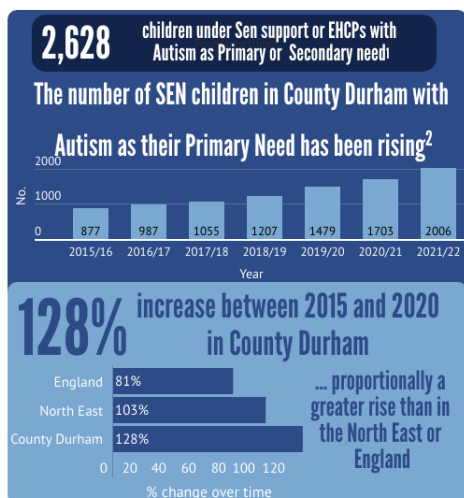 2,628
children under Sen support or EHCPs with
Autism as Primary or Secondary need1
The number of SEN children in County Durham with
Autism as their Primary Need has been rising2
2000
1000
0
No.
877 987 1055 1207 1479 1703 2006
2015/16 2016/17 2017/18 2018/19 2019/20 2020/21 2021/22
Year
128%
increase between 2015 and 2020
in County Durham
England 81%
North East 103%
County Durham 128%
0 20 40 60 80 100 120
% change over time
... proportionally a
greater rise than in
the North East or
England